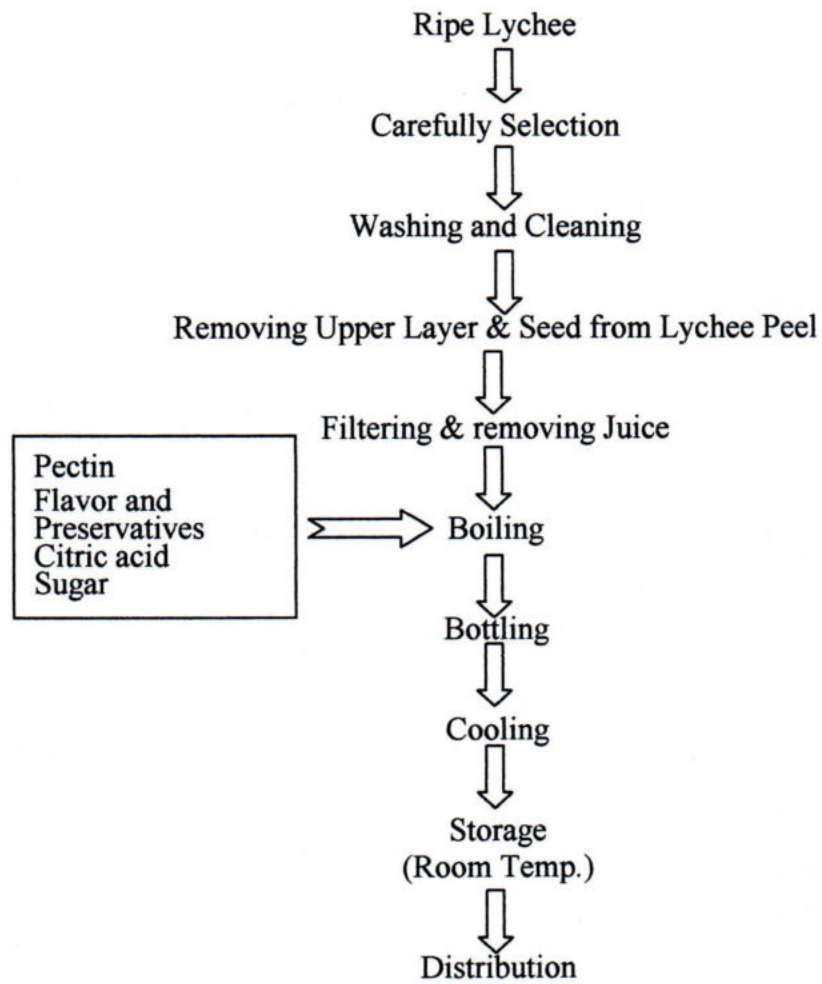 Ripe Lychee
Carefully Selection
Washing and Cleaning
Removing Upper Layer & Seed from Lychee Peel
Filtering & removing Juice
Pectin
Flavor and
Preservatives
Citric acid
Sugar
Boiling
Bottling
Cooling
Storage
(Room Temp.)
Distribution